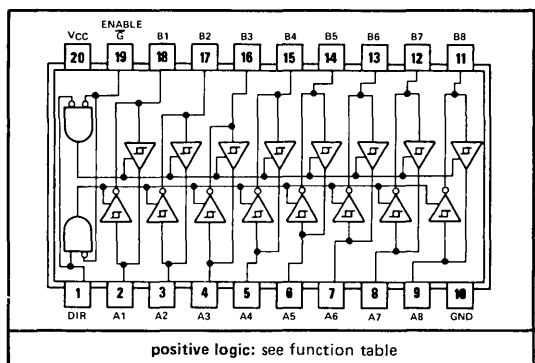 VCC ENABLE G̅ B1 B2 B3 B4 B5 B6 B7 B8
20 19 18 17 16 15 14 13 12 11
1 2 3 4 5 6 7 8 9 10
DIR A1 A2 A3 A4 A5 A6 A7 A8 GND
positive logic: see function table